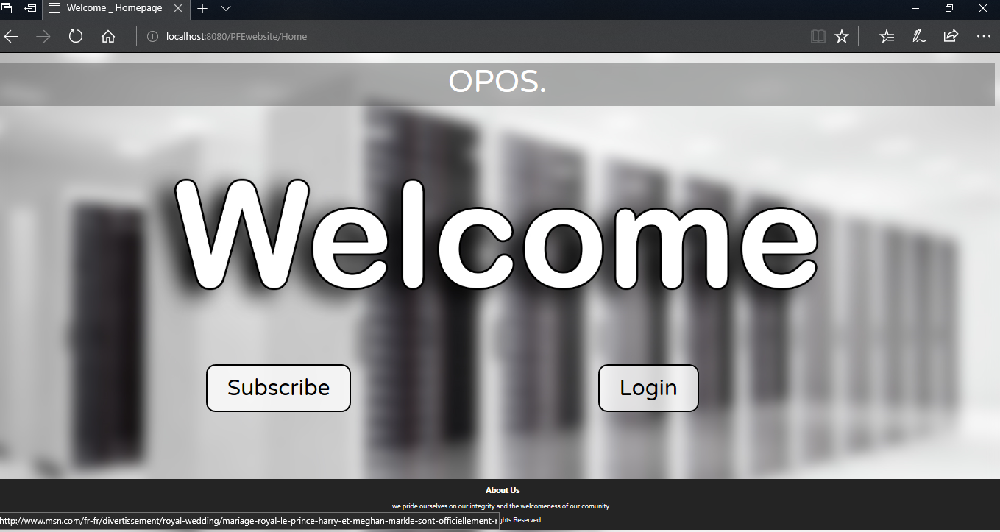 Welcome _ Homepage
localhost:8080/PFEwebsite/Home
OPOS.
Welcome
Subscribe
Login
About Us
we pride ourselves on our integrity and the welcomeness of our comunity .
http://www.msn.com/fr-fr/divertissement/royal-wedding/mariage-royal-le-prince-harry-et-meghan-markle-sont-officiellement-r
Reserved